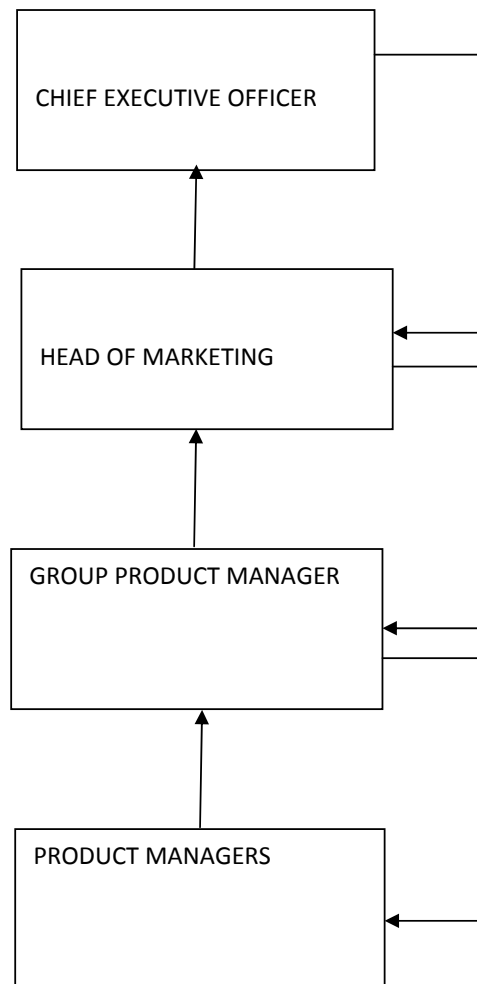 CHIEF EXECUTIVE OFFICER
HEAD OF MARKETING
GROUP PRODUCT MANAGER
PRODUCT MANAGERS